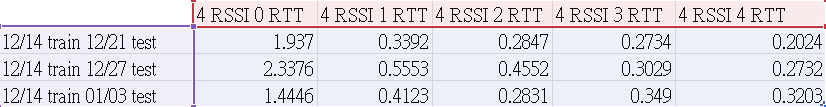 4 RSSI 0 RTT 4 RSSI 1 RTT 4 RSSI 2 RTT 4 RSSI 3 RTT 4 RSSI 4 RTT
12/14 train 12/21 test 1.937 0.3392 0.2847 0.2734 0.2024
12/14 train 12/27 test 2.3376 0.5553 0.4552 0.3029 0.2732
12/14 train 01/03 test 1.4446 0.4123 0.2831 0.349 0.3203